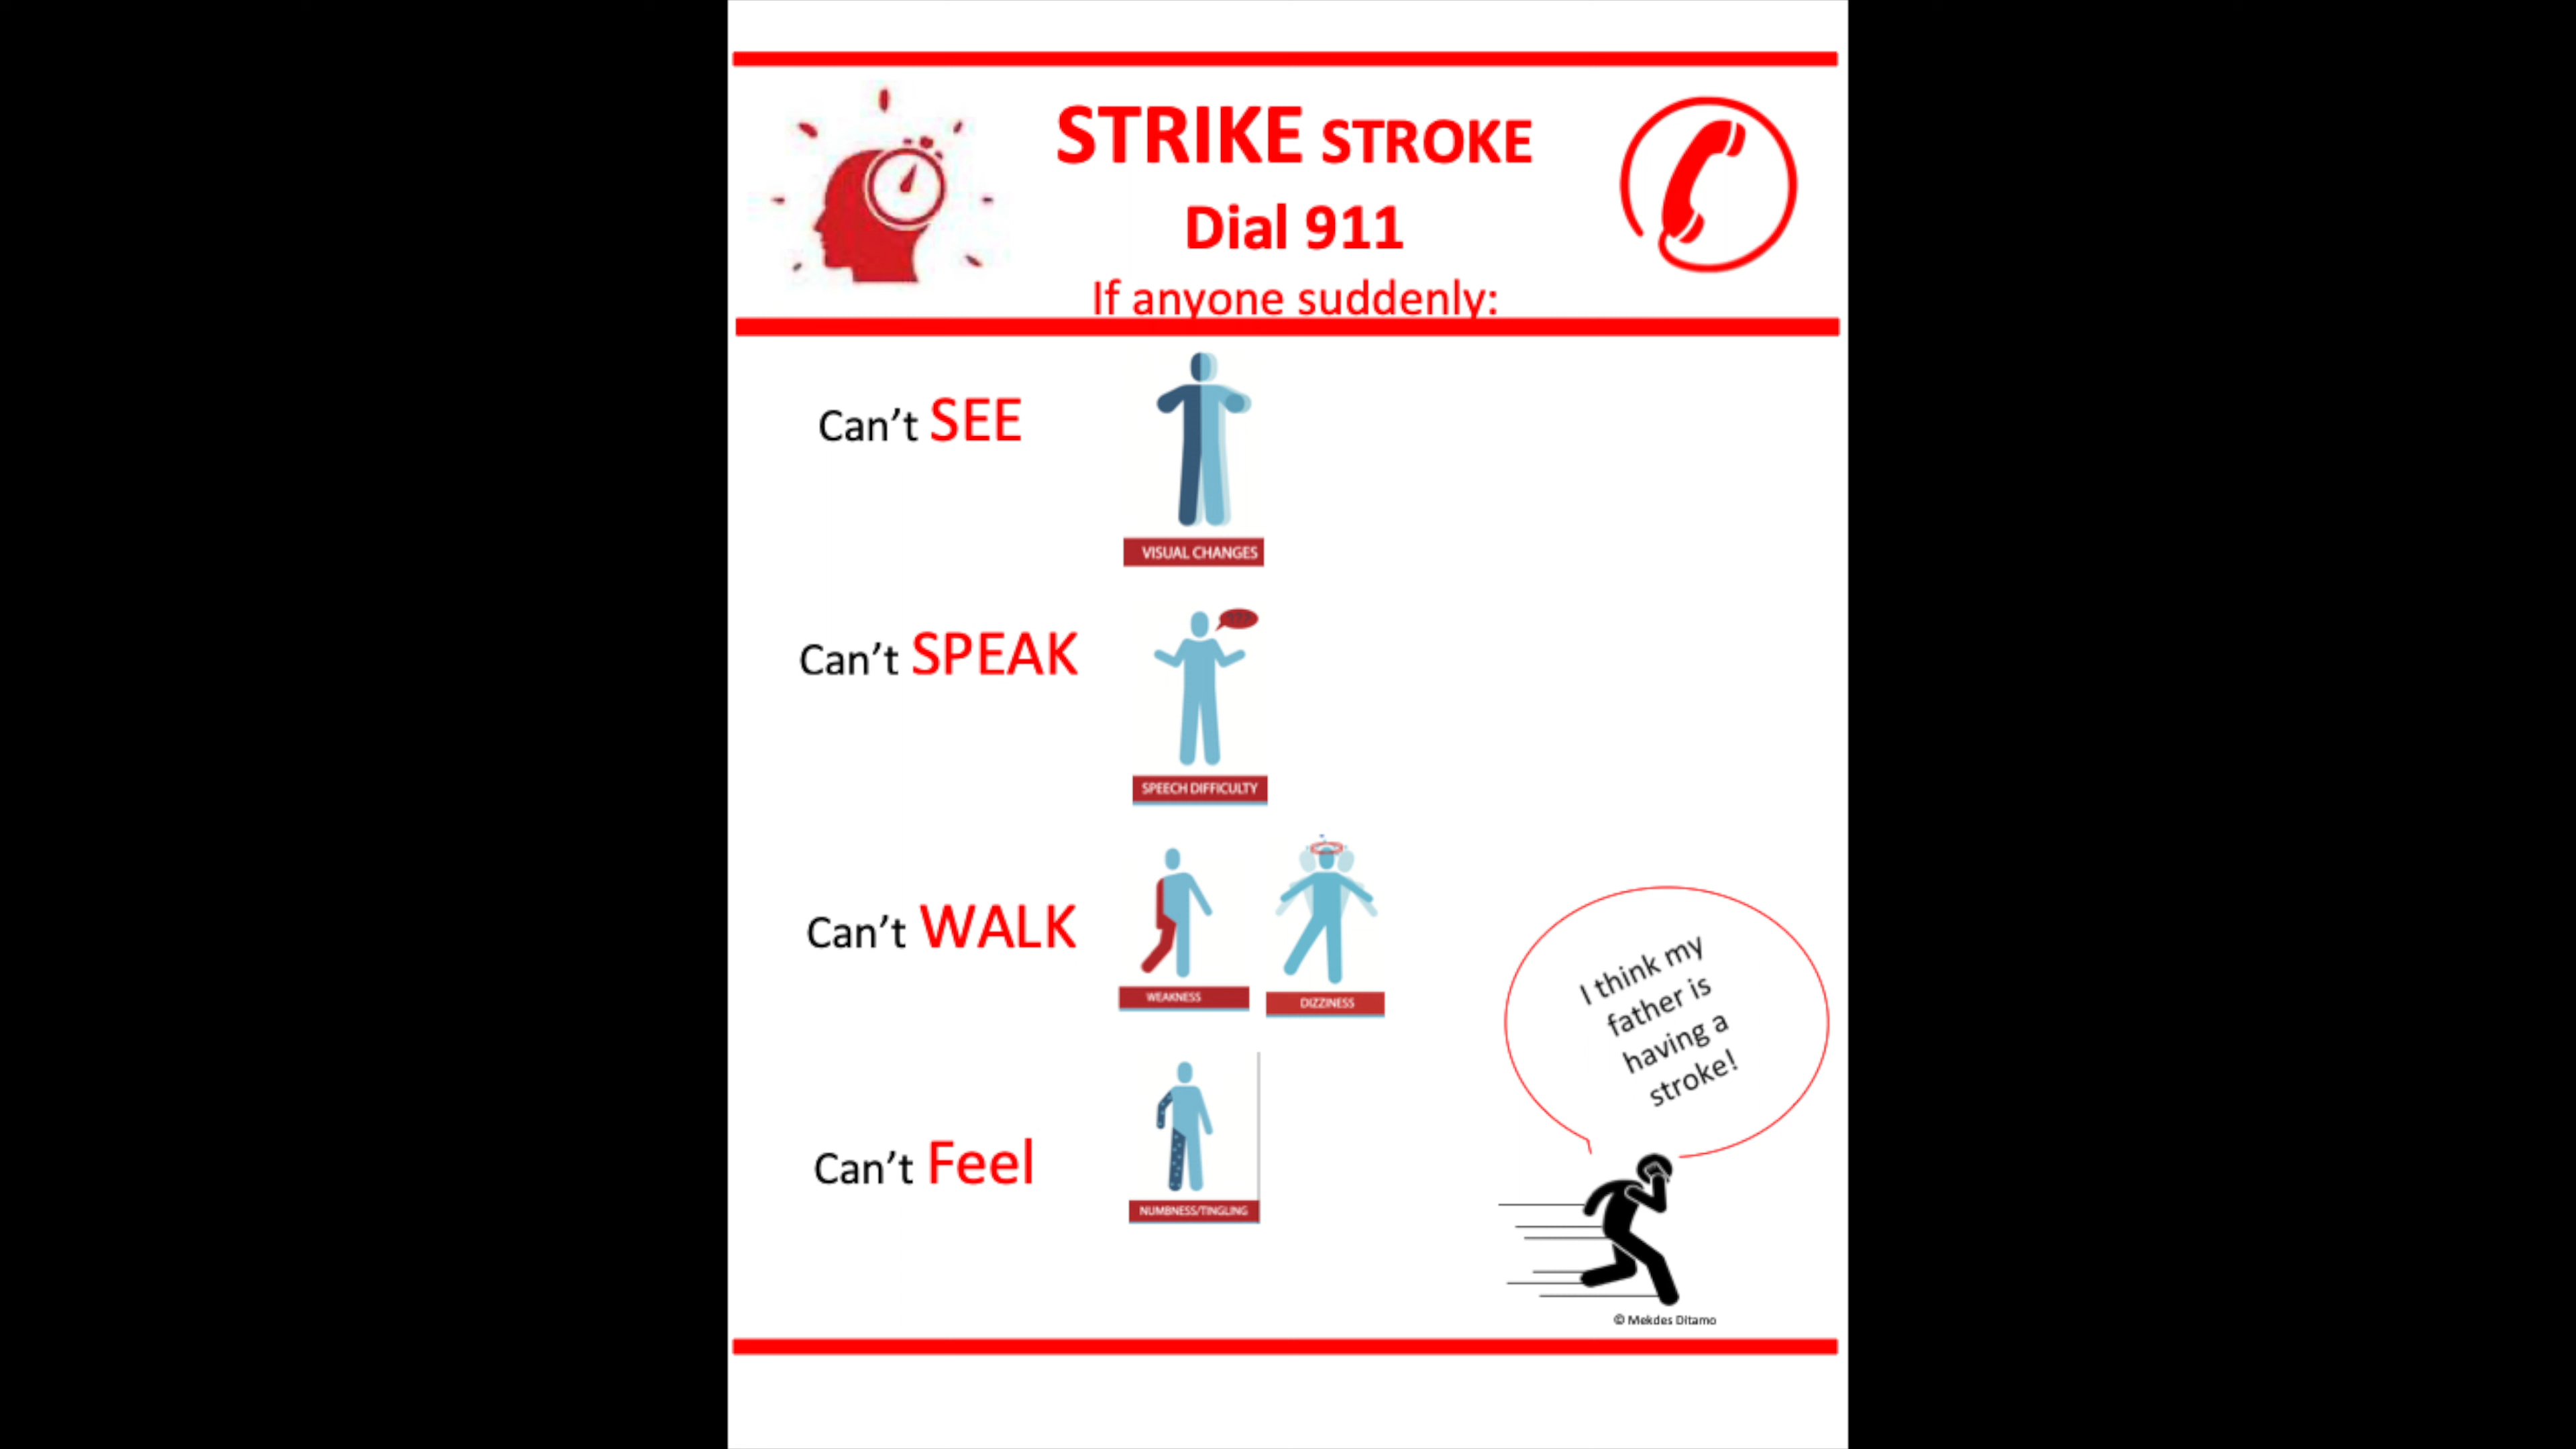 STRIKE STROKE
Dial 911
If anyone suddenly:
Can't SEE
VISUAL CHANGES
Can't SPEAK
SPEECH DIFFICULTY
Can't WALK
WEAKNESS
DIZZINESS
Can't Feel
NUMBNESS/TINGLING
I think my
father is
having a
stroke!
© Mekdes Ditamo